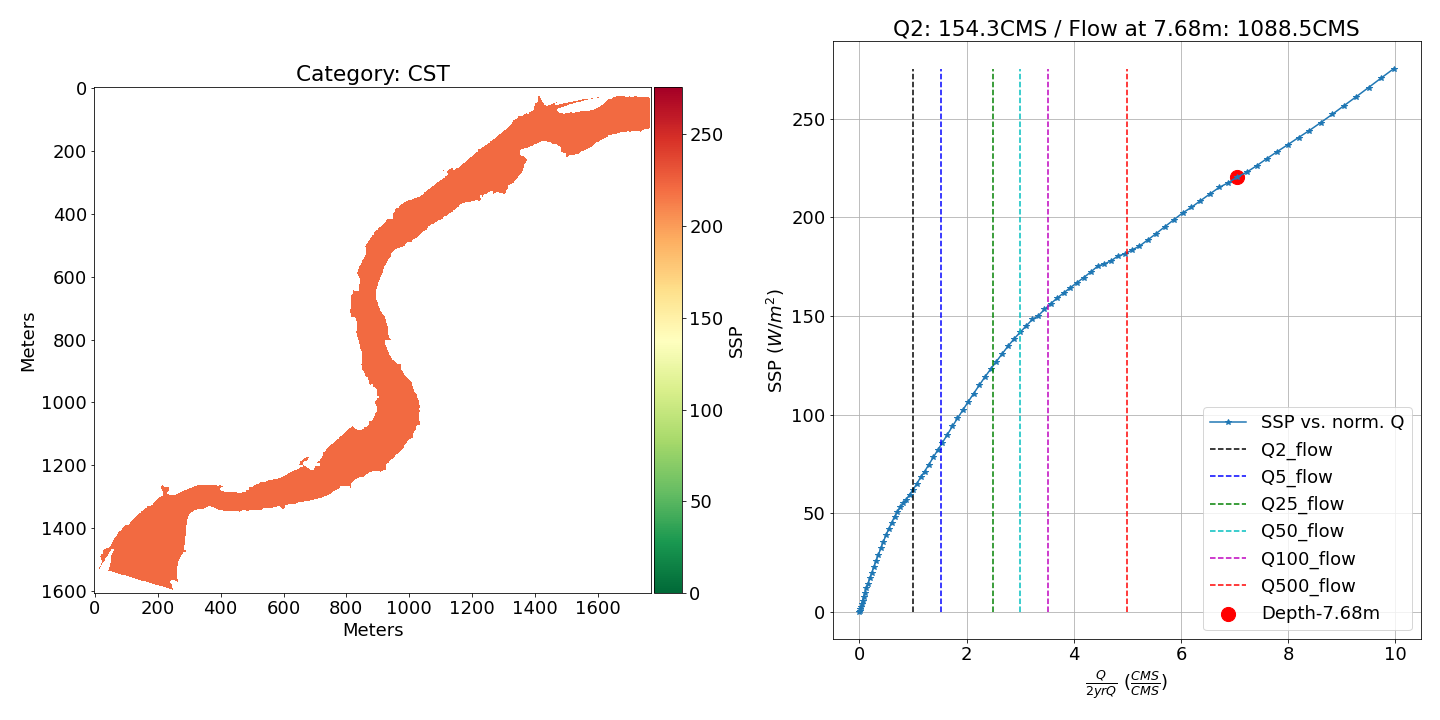 Category: CST
0
200
400
600
800
1000
1200
1400
1600
Meters
0 200 400 600 800 1000 1200 1400 1600
Meters
250
200
150
100
50
0
SSP
Q2: 154.3CMS / Flow at 7.68m: 1088.5CMS
250
200
150
100
50
0
SSP (W/m²)
0 2 4 6 8 10
Q/2yrQ (CMS/CMS)
SSP vs. norm. Q
Q2_flow
Q5_flow
Q25_flow
Q50_flow
Q100_flow
Q500_flow
Depth-7.68m